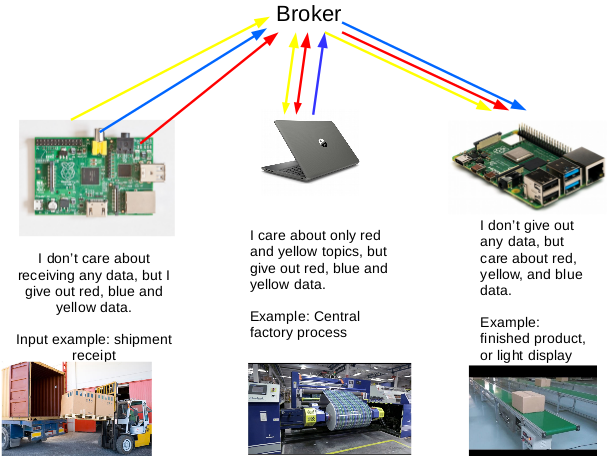 Broker
I don't care about
receiving any data, but I
give out red, blue and
yellow data.
Input example: shipment
receipt
I care about only red
and yellow topics, but
give out red, blue and
yellow data.
Example: Central
factory process
I don't give out
any data, but
care about red,
yellow, and blue
data.
Example:
finished product,
or light display